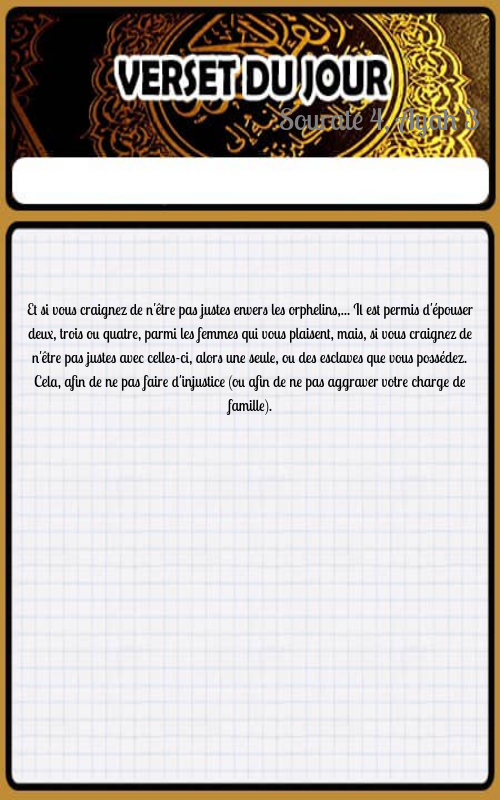 VERSET DU JOUR
Sourate 4, Ayah 3
Et si vous craignez de n'être pas justes envers les orphelins,... Il est permis d'épouser
deux, trois ou quatre, parmi les femmes qui vous plaisent, mais, si vous craignez de
n'être pas justes avec celles-ci, alors une seule, ou des esclaves que vous possédez.
Cela, afin de ne pas faire d'injustice (ou afin de ne pas aggraver votre charge de
famille).